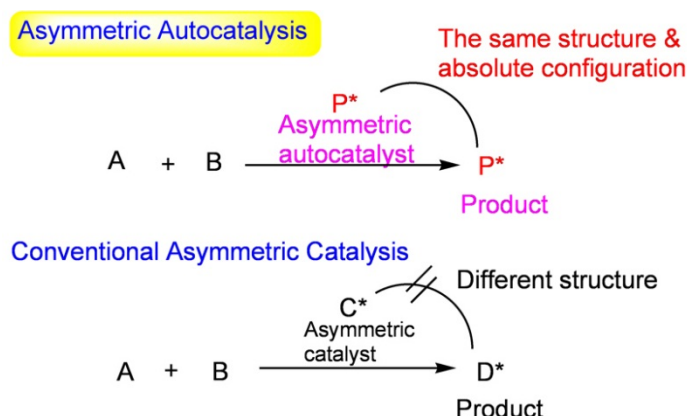 Asymmetric Autocatalysis
The same structure &
absolute configuration
P*
Asymmetric
autocatalyst
A + B
P*
Product
Conventional Asymmetric Catalysis
Different structure
C*
Asymmetric
catalyst
A + B
D*
Product